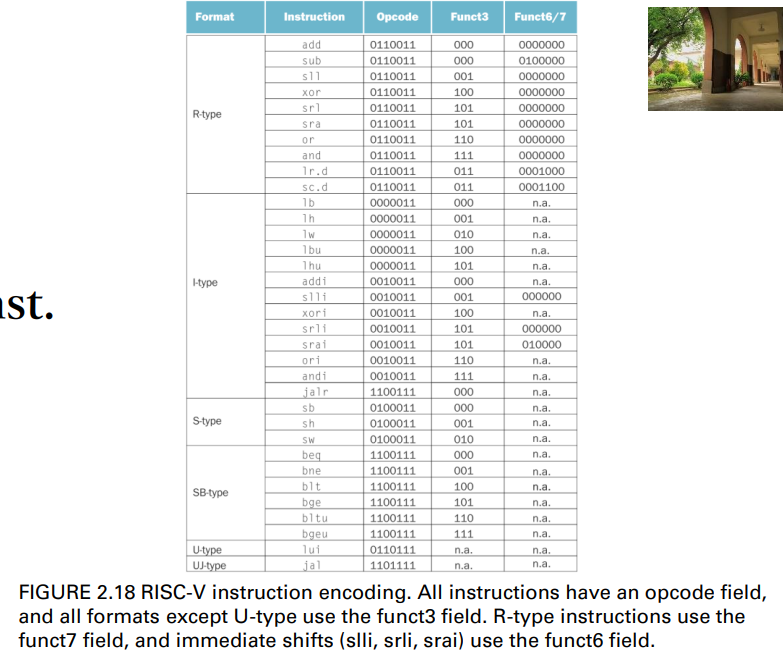 Format Instruction Opcode Funct3 Funct6/7
add 0110011 000 0000000
sub 0110011 000 0100000
sll 0110011 001 0000000
xor 0110011 100 0000000
srl 0110011 101 0000000
R-type
sra 0110011 101 0000000
or 0110011 110 0000000
and 0110011 111 0000000
lr.d 0110011 011 0001000
sc.d 0110011 011 0001100
lb 0000011 000 n.a.
lh 0000011 001 n.a.
lw 0000011 010 n.a.
lbu 0000011 100 n.a.
lhu 0000011 101 n.a.
I-type
addi 0010011 000 n.a.
slli 0010011 001 000000
xori 0010011 100 n.a.
srli 0010011 101 000000
srai 0010011 101 010000
ori 0010011 110 n.a.
andi 0010011 111 n.a.
jalr 1100111 000 n.a.
sb 0100011 000 n.a.
S-type
sh 0100011 001 n.a.
sw 0100011 010 n.a.
beq 1100111 000 n.a.
bne 1100111 001 n.a.
blt 1100111 100 n.a.
SB-type
bge 1100111 101 n.a.
bltu 1100111 110 n.a.
bgeu 1100111 111 n.a.
U-type lui 0110111 n.a. n.a.
UJ-type jal 1101111 n.a. n.a.
FIGURE 2.18 RISC-V instruction encoding. All instructions have an opcode field,
and all formats except U-type use the funct3 field. R-type instructions use the
funct7 field, and immediate shifts (slli, srli, srai) use the funct6 field.